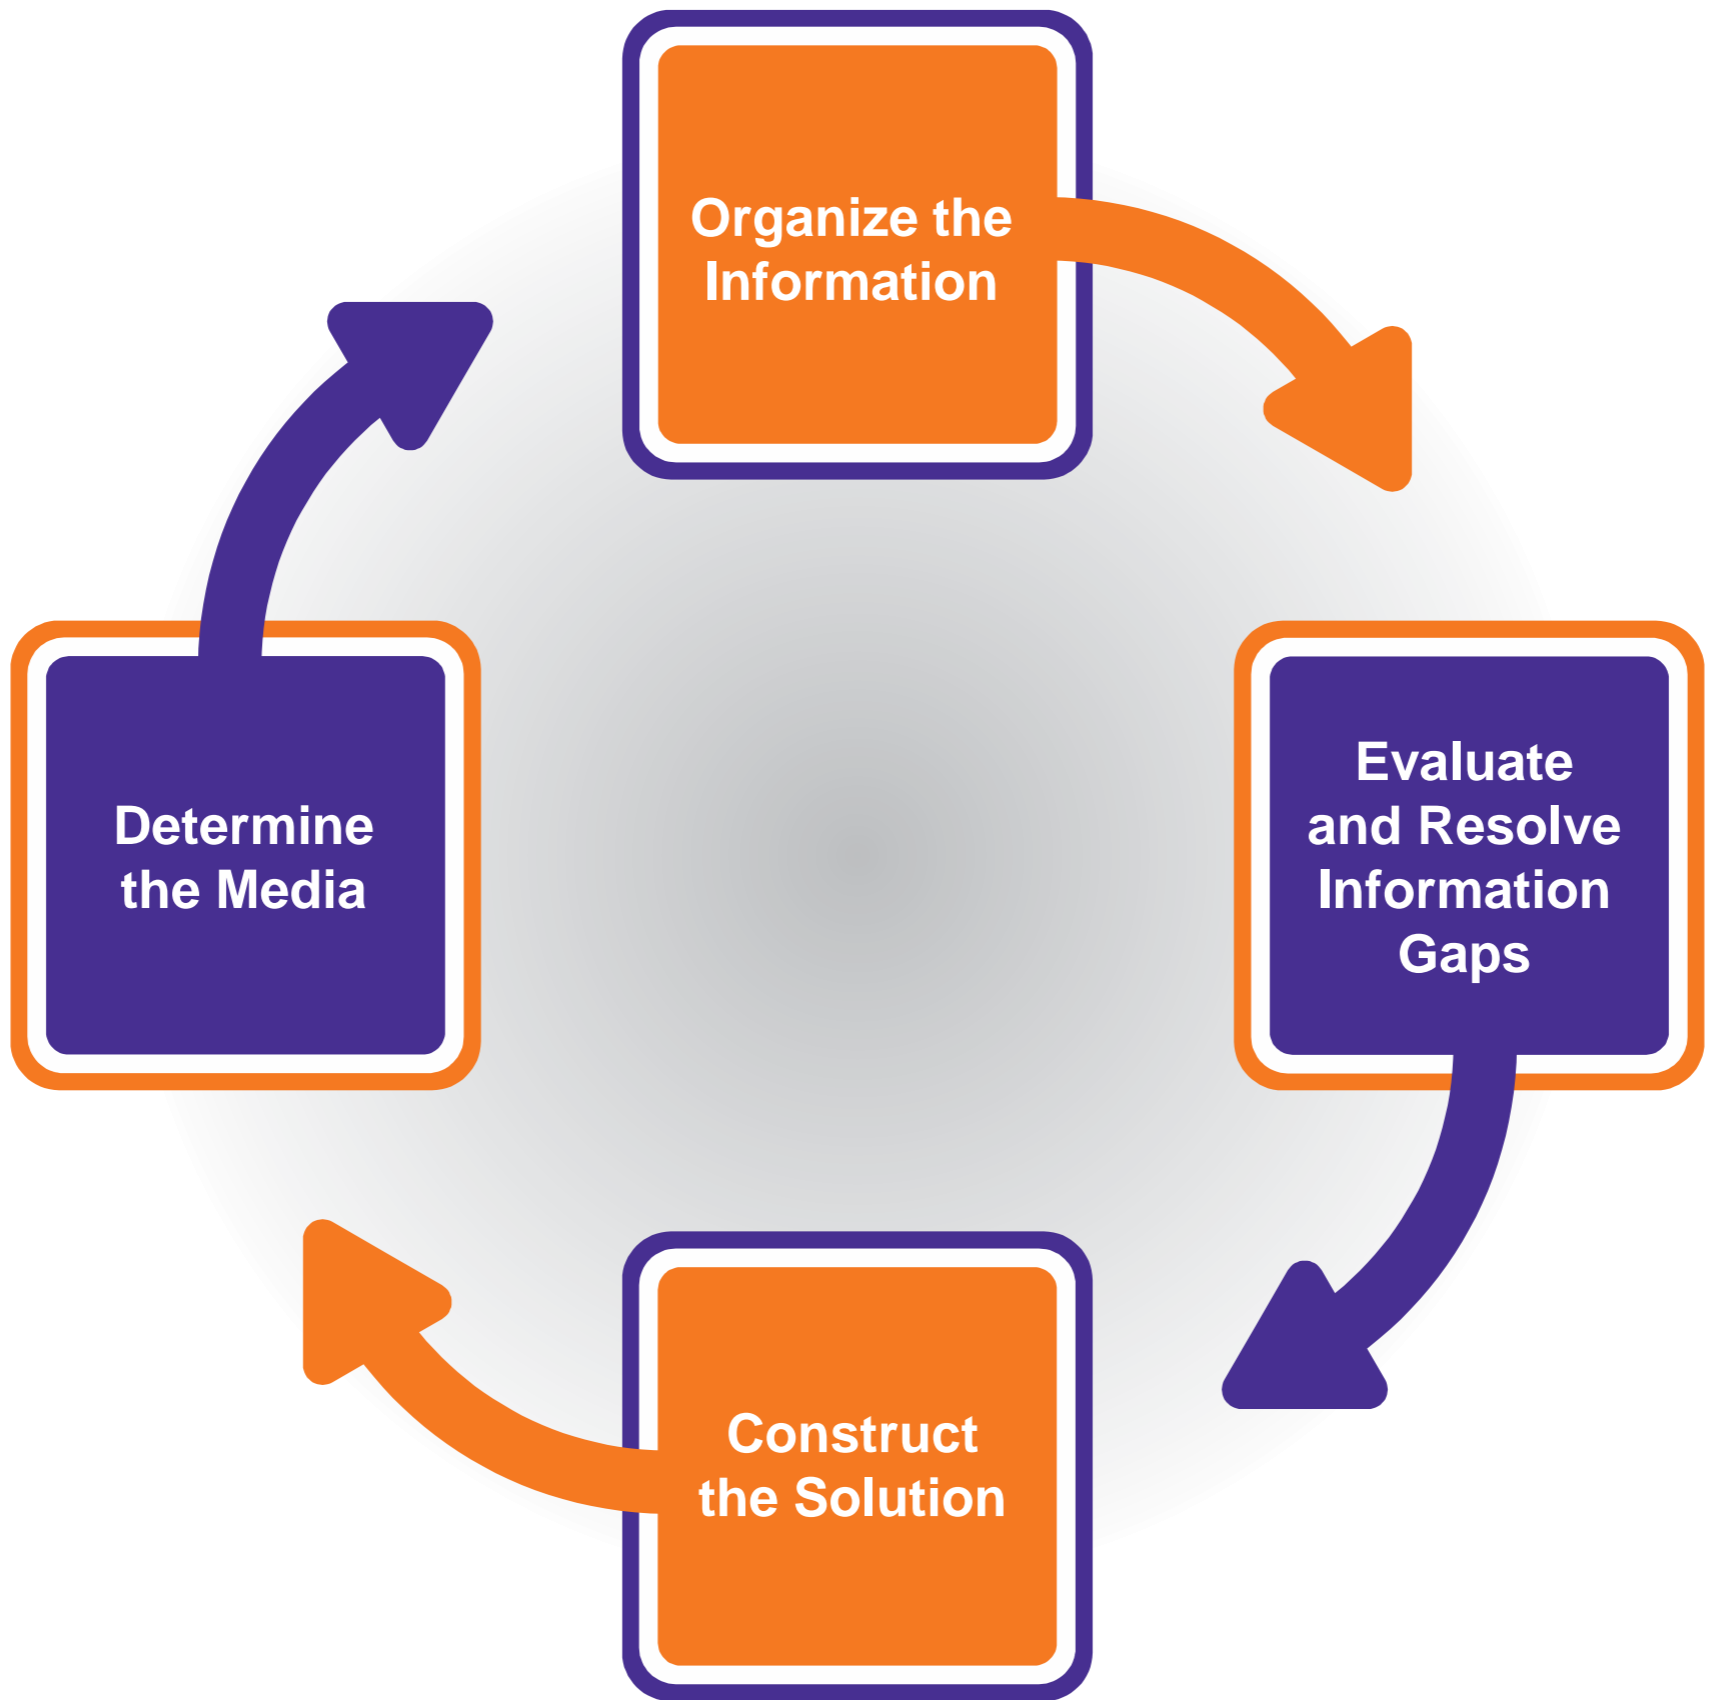 Organize the
Information
Evaluate
and Resolve
Information
Gaps
Construct
the Solution
Determine
the Media